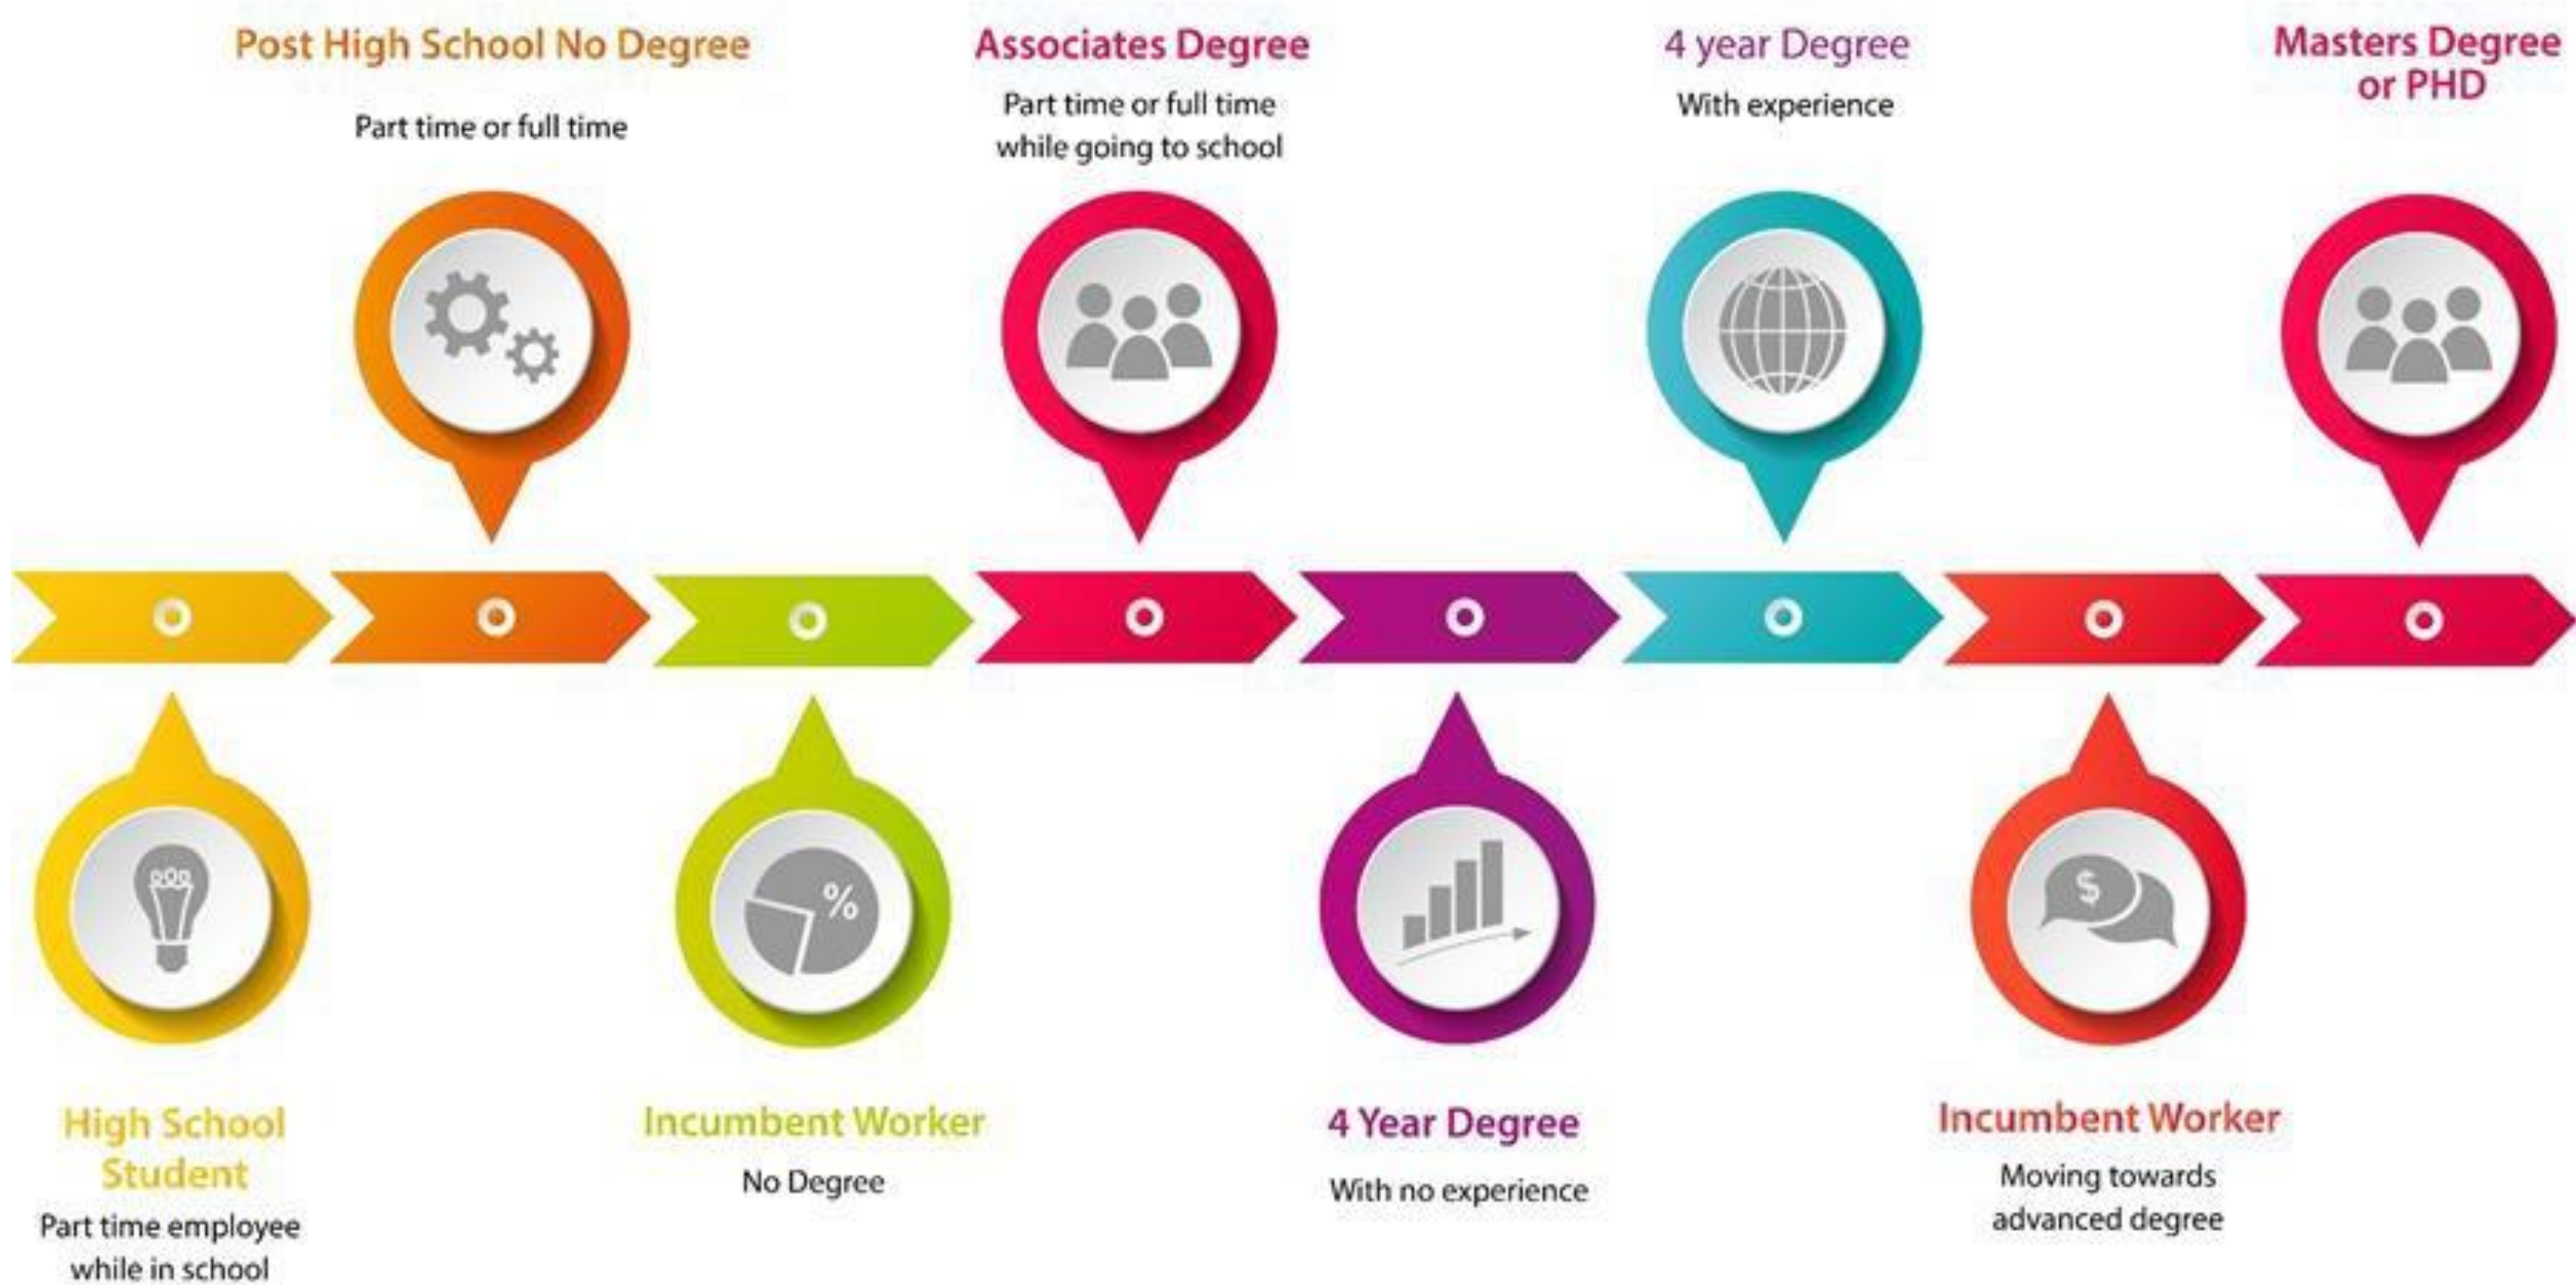 Post High School No Degree
Part time or full time
Associates Degree
Part time or full time
while going to school
4 year Degree
With experience
Masters Degree
or PHD
%
$
High School
Student
Part time employee
while in school
Incumbent Worker
No Degree
4 Year Degree
With no experience
Incumbent Worker
Moving towards
advanced degree